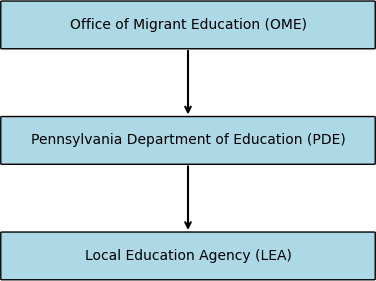 Office of Migrant Education (OME)
Pennsylvania Department of Education (PDE)
Local Education Agency (LEA)